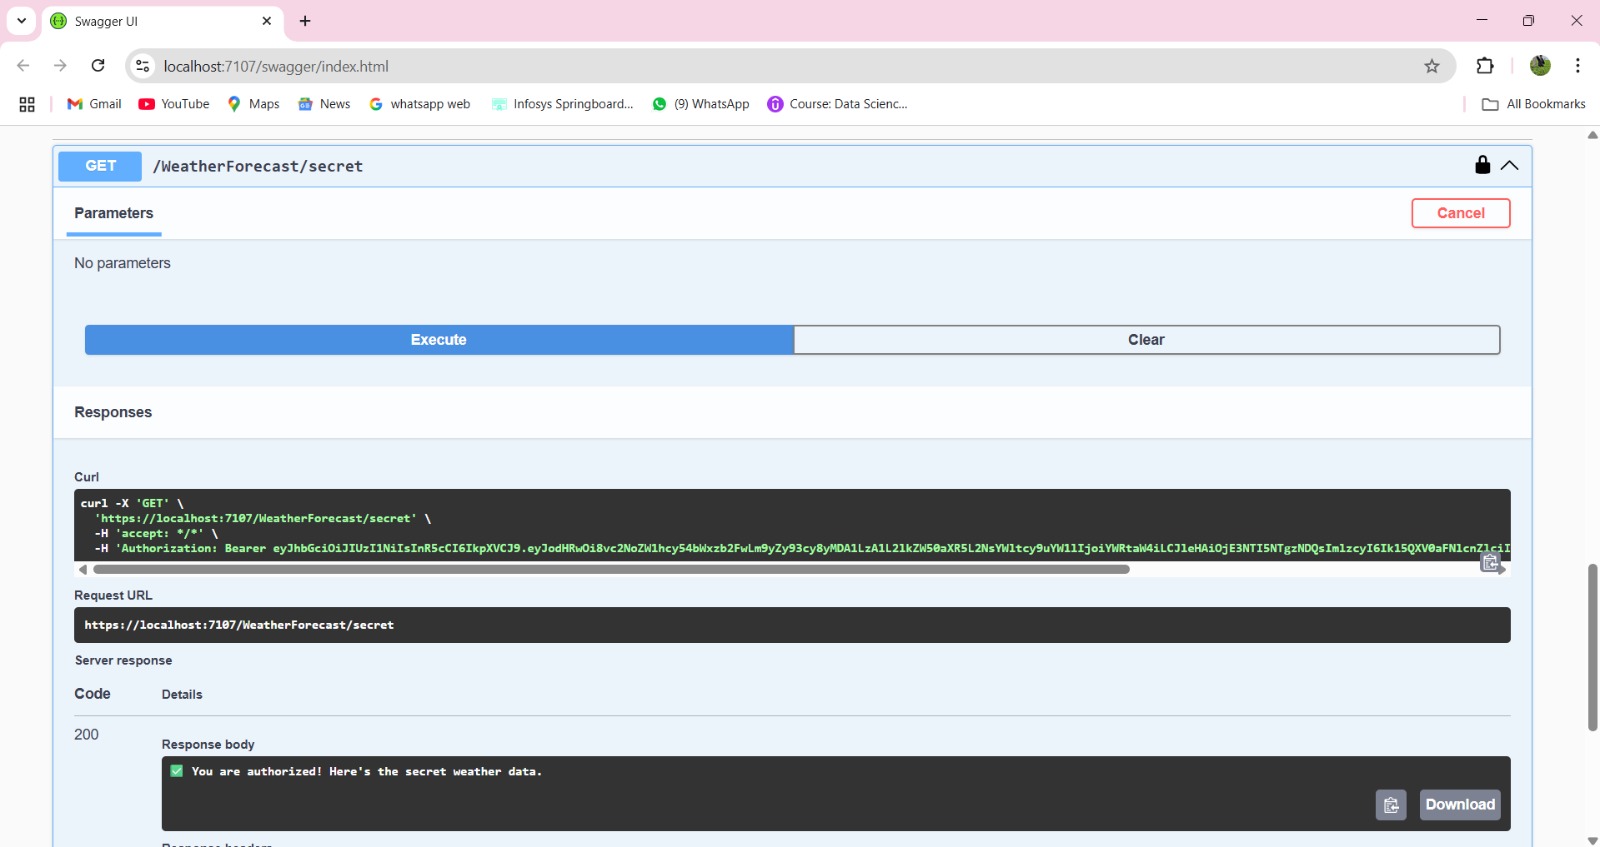 Swagger UI
localhost:7107/swagger/index.html
Gmail YouTube Maps News whatsapp web Infosys Springboard... (9) WhatsApp Course: Data Scienc... All Bookmarks
GET /WeatherForecast/secret
Parameters Cancel
No parameters
Execute Clear
Responses
Curl
curl -X 'GET' \
'https://localhost:7107/WeatherForecast/secret' \
-H 'accept: */*' \
-H 'Authorization: Bearer eyJhbGciOiJIUzI1NiIsInR5cCI6IkpXVCJ9.eyJodHRwOi8vc2NoZW1hcy54bWxzb2FwLm9yZy93cy8yMDA1LzA1L2lkZW50aXR5L2NsYWltcy9uYW1lIjoiYWRtaW4iLCJleHAiOjE3NTI5NTgzNDQsImlzcyI6Ik15QXV0aFNlcnZlciI
Request URL
https://localhost:7107/WeatherForecast/secret
Server response
Code Details
200
Response body
✅ You are authorized! Here's the secret weather data.
Download
Response headers